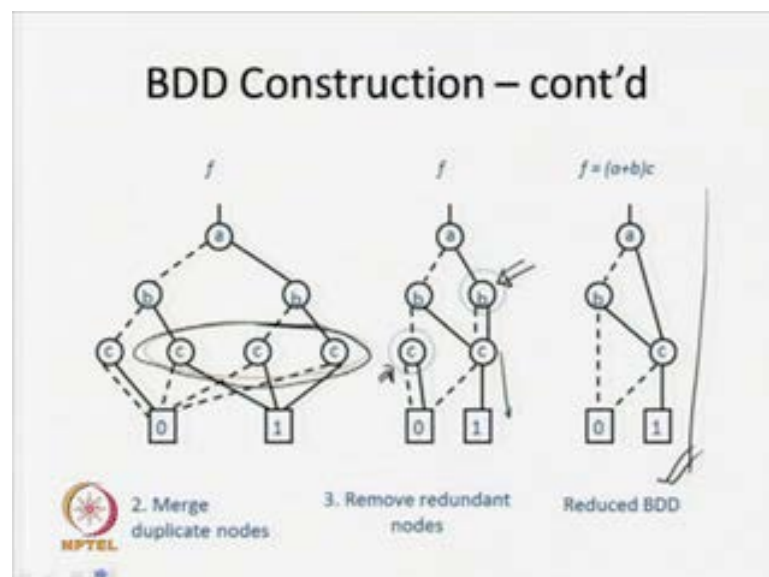 BDD Construction – cont'd
f
f
f = (a+b)c
a
a
a
b
b
b
b
b
c
c
c
c
c
c
c
0
1
0
1
0
1
2. Merge
duplicate nodes
3. Remove redundant
nodes
Reduced BDD
NPTEL